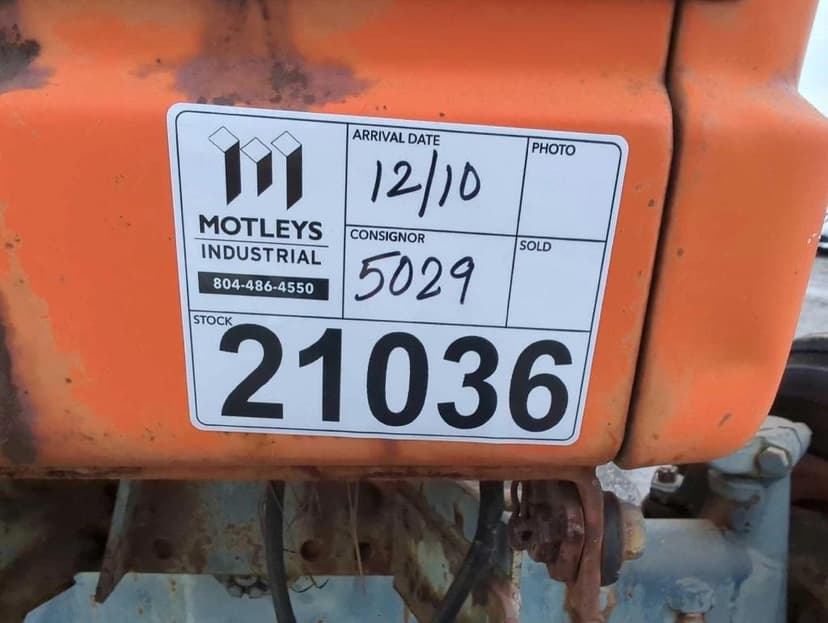 MOTLEYS
INDUSTRIAL
804-486-4550
ARRIVAL DATE
12/10
PHOTO
CONSIGNOR
5029
SOLD
STOCK
21036